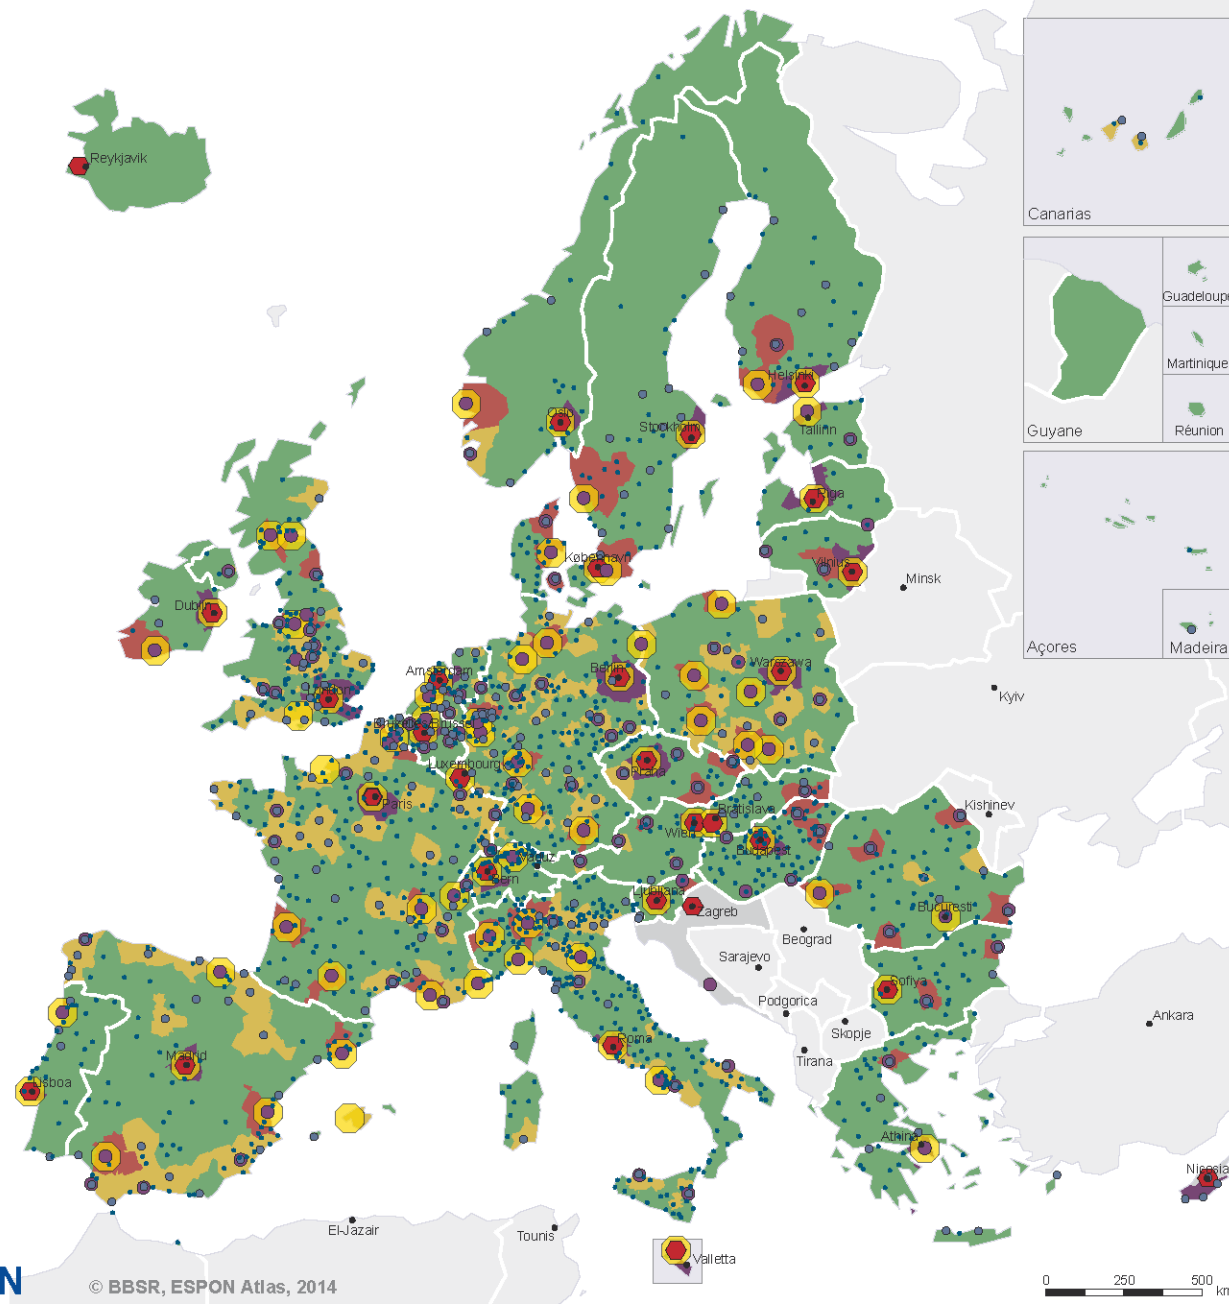 Canarias
Reykjavik
Guadeloupe
Martinique
Guyane
Réunion
Helsinki
Oslo
Stockholm
Tallinn
Riga
København
Vilnius
Minsk
Dublin
Açores
Madeira
Amsterdam
Berlin
Warszawa
London
Kyiv
Luxembourg
Praha
Paris
Kishinev
Bratislava
Wien
Budapest
Vaduz
Bern
Ljubljana
Zagreb
Bucuresti
Beograd
Sarajevo
Sofiya
Podgorica
Ankara
Skopje
Roma
Madrid
Tirana
Lisboa
Athina
Nicosia
El-Jazair
Tounis
Valletta
N
© BBSR, ESPON Atlas, 2014
0 250 500
km